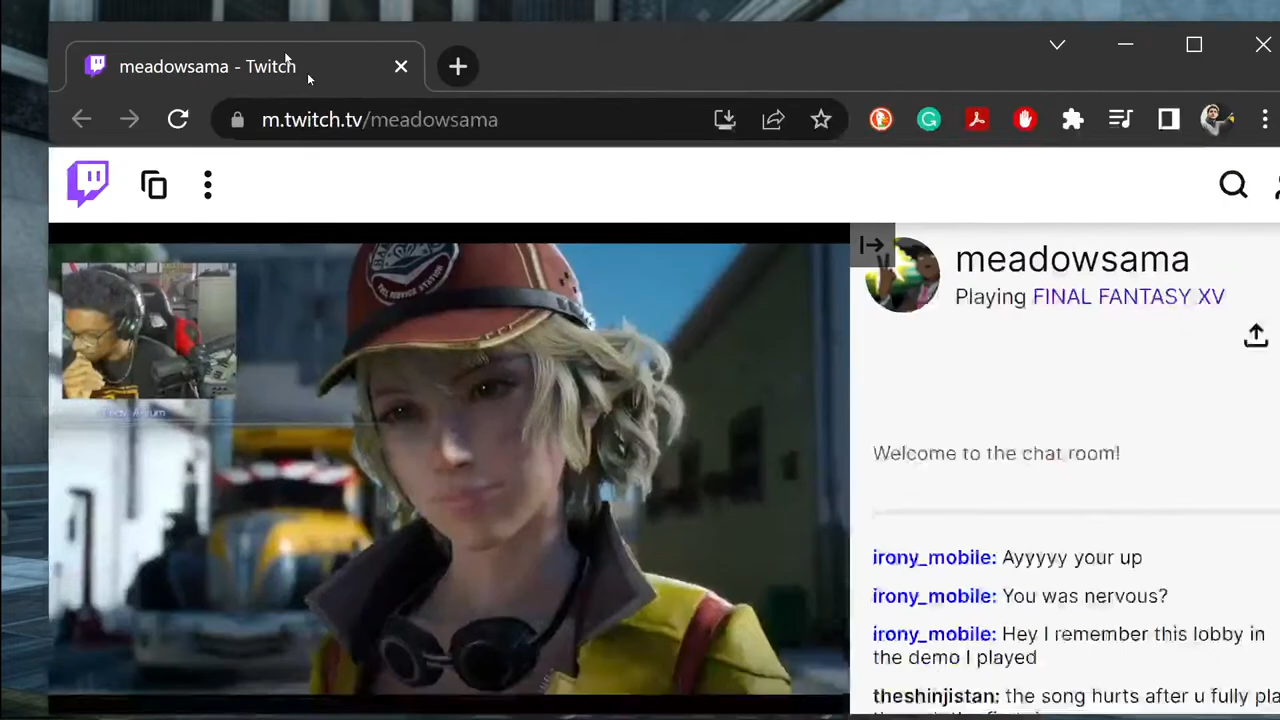 meadowsama - Twitch
m.twitch.tv/meadowsama
meadowsama
Playing FINAL FANTASY XV
Welcome to the chat room!
irony_mobile: Ayyyyy your up
irony_mobile: You was nervous?
irony_mobile: Hey I remember this lobby in
the demo I played
theshinjistan: the song hurts after u fully pla